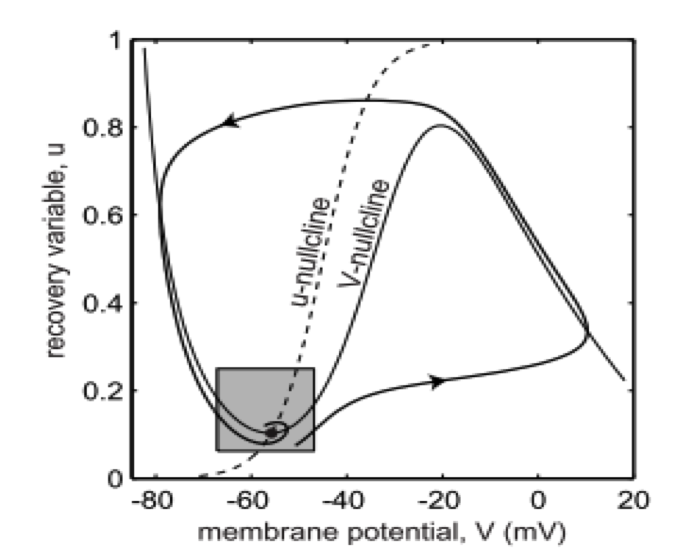 1
0.8
0.6
0.4
0.2
0
recovery variable, u
u-nullcline
V-nullcline
-80 -60 -40 -20 0 20
membrane potential, V (mV)